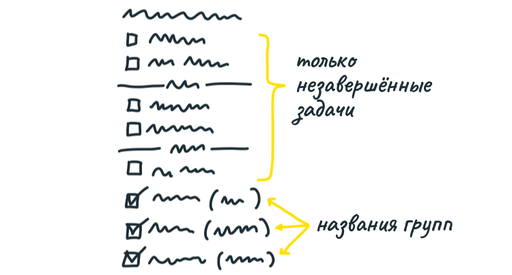 только
незавершённые
задачи
названия групп